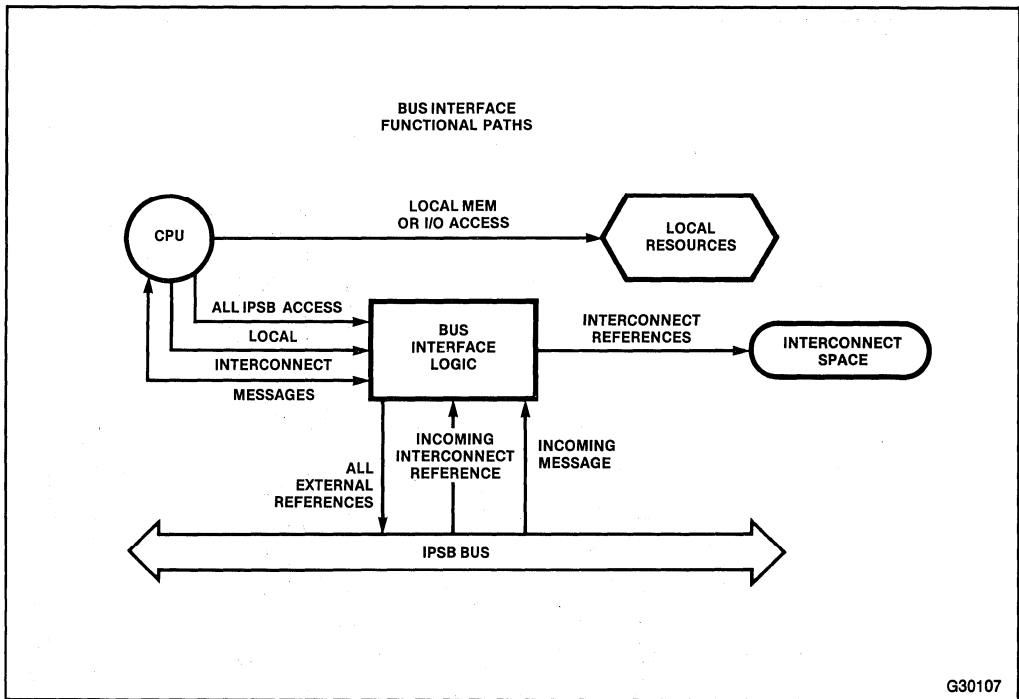 BUS INTERFACE
FUNCTIONAL PATHS
LOCAL MEM
OR I/O ACCESS
CPU
LOCAL
RESOURCES
ALL IPSB ACCESS
LOCAL
INTERCONNECT
MESSAGES
BUS
INTERFACE
LOGIC
INTERCONNECT
REFERENCES
INTERCONNECT
SPACE
ALL
EXTERNAL
REFERENCES
INCOMING
INTERCONNECT
REFERENCE
INCOMING
MESSAGE
IPSB BUS
G30107